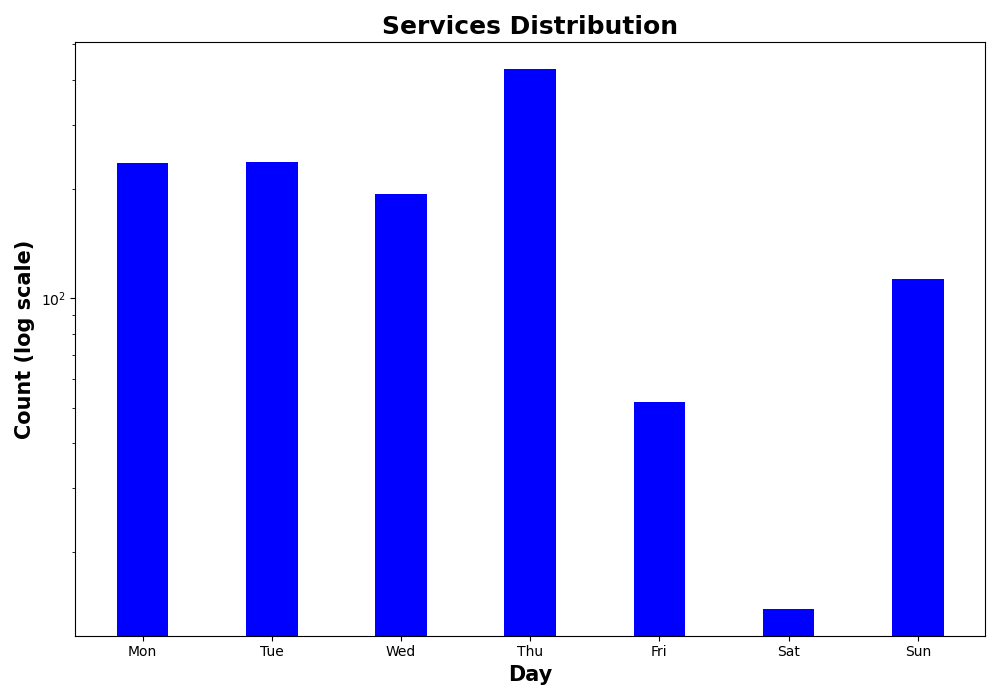 Services Distribution
Count (log scale)
10²
Mon Tue Wed Thu Fri Sat Sun
Day